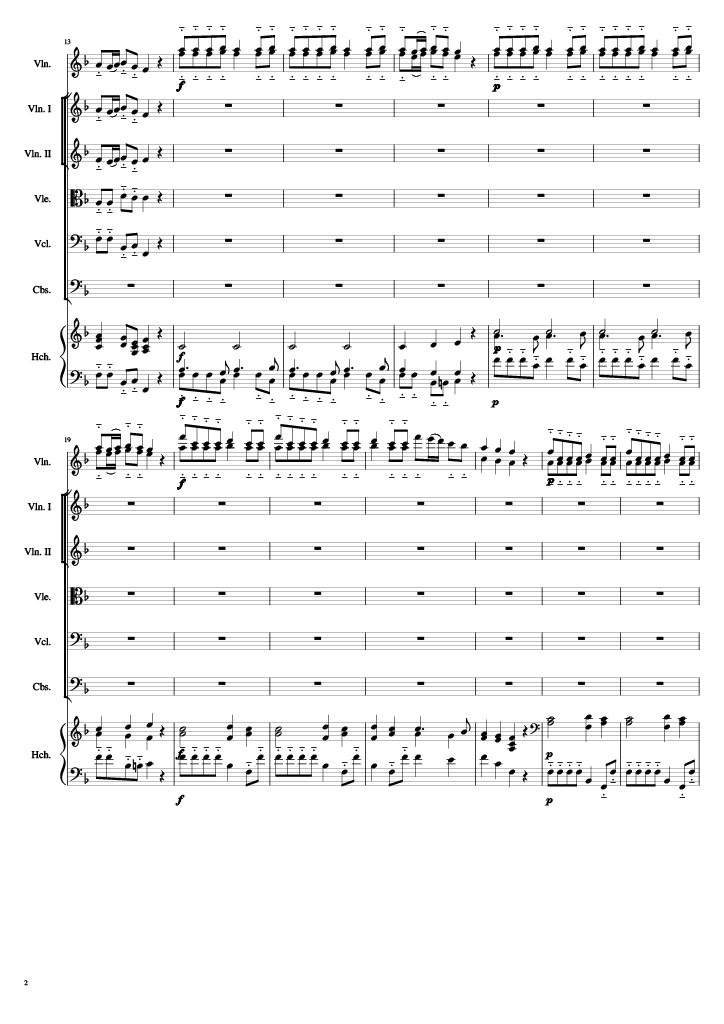 13
Vln.
f
p
Vln. I
Vln. II
Vle.
Vcl.
Cbs.
Hch.
f
p
f
p
19
Vln.
f
p
Vln. I
Vln. II
Vle.
Vcl.
Cbs.
Hch.
f
p
f
p
2